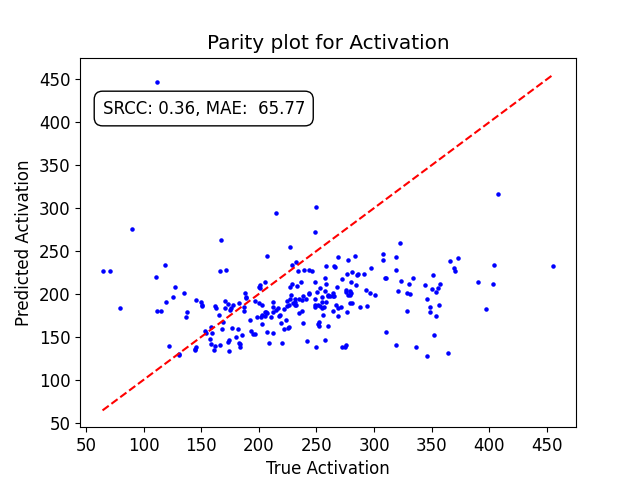 Parity plot for Activation
450
400
350
300
250
200
150
100
50
SRCC: 0.36, MAE:  65.77
Predicted Activation
50 100 150 200 250 300 350 400 450
True Activation